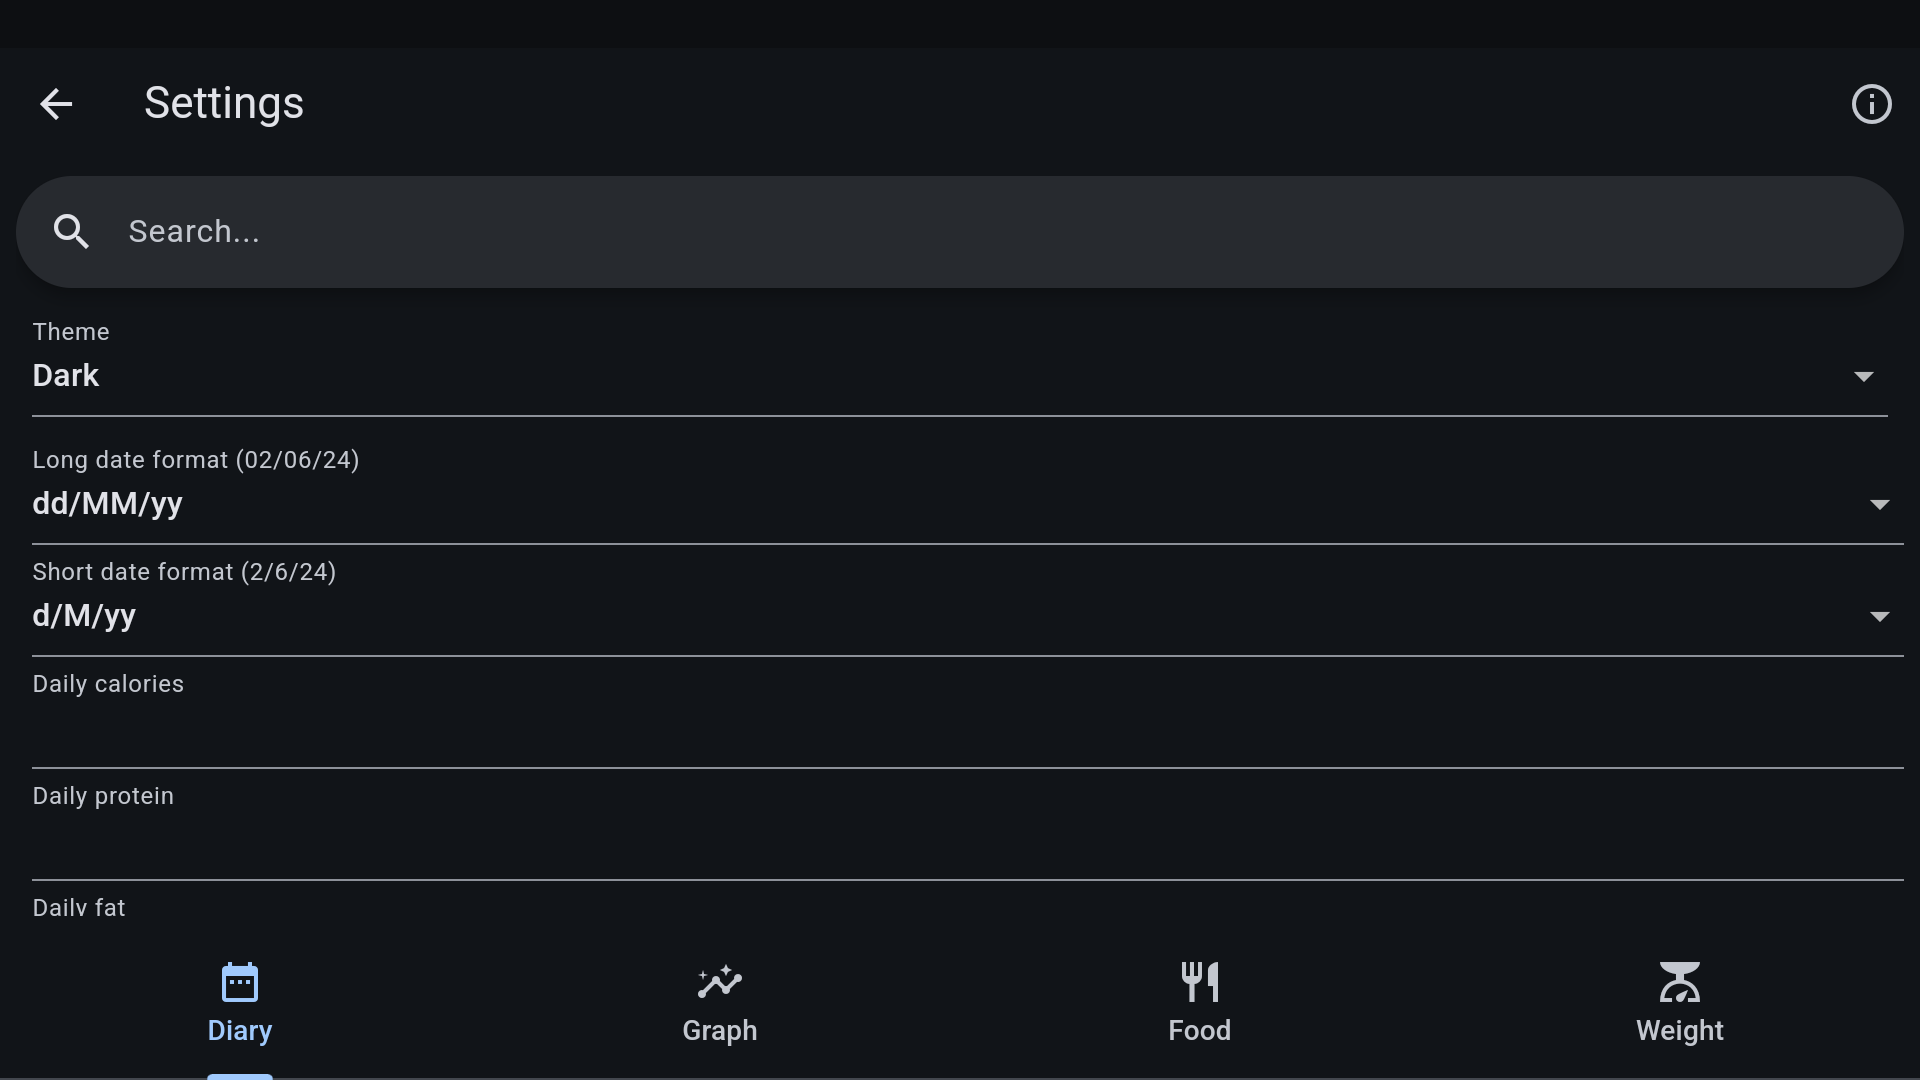 Settings
Search...
Theme
Dark
Long date format (02/06/24)
dd/MM/yy
Short date format (2/6/24)
d/M/yy
Daily calories
Daily protein
Daily fat
Diary
Graph
Food
Weight